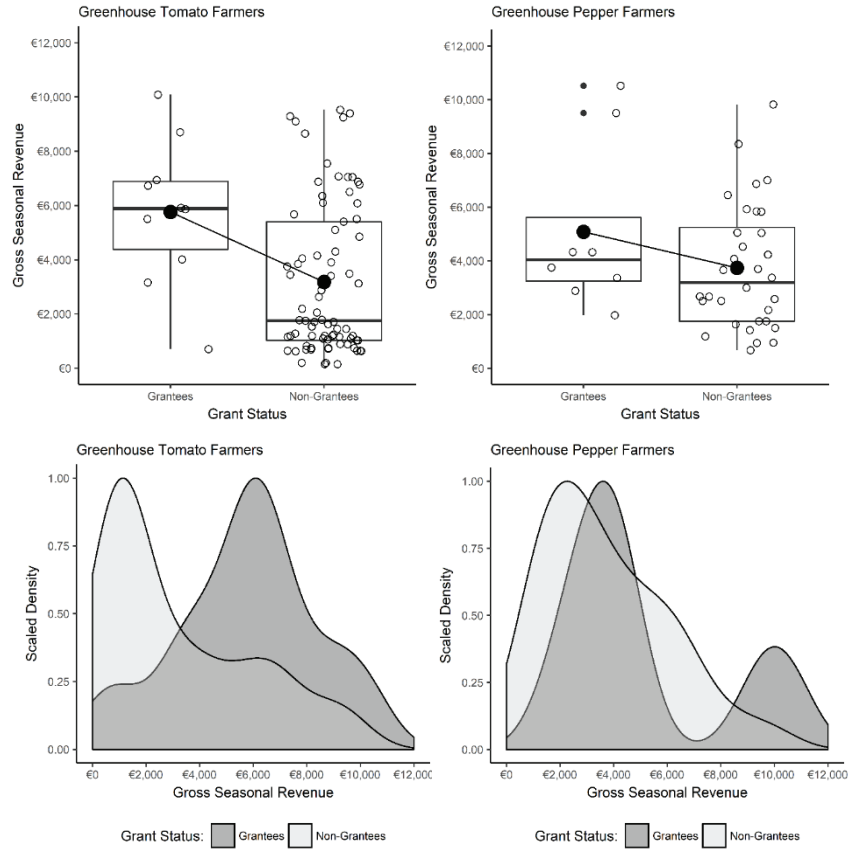 Greenhouse Tomato Farmers
€12,000
€10,000
€8,000
€6,000
€4,000
€2,000
€0
Gross Seasonal Revenue
Grantees Non-Grantees
Grant Status
Greenhouse Pepper Farmers
€12,000
€10,000
€8,000
€6,000
€4,000
€2,000
€0
Gross Seasonal Revenue
Grantees Non-Grantees
Grant Status
Greenhouse Tomato Farmers
1.00
0.75
0.50
0.25
0.00
Scaled Density
€0 €2,000 €4,000 €6,000 €8,000 €10,000 €12,000
Gross Seasonal Revenue
Grant Status: Grantees Non-Grantees
Greenhouse Pepper Farmers
1.00
0.75
0.50
0.25
0.00
Scaled Density
€0 €2,000 €4,000 €6,000 €8,000 €10,000 €12,000
Gross Seasonal Revenue
Grant Status: Grantees Non-Grantees